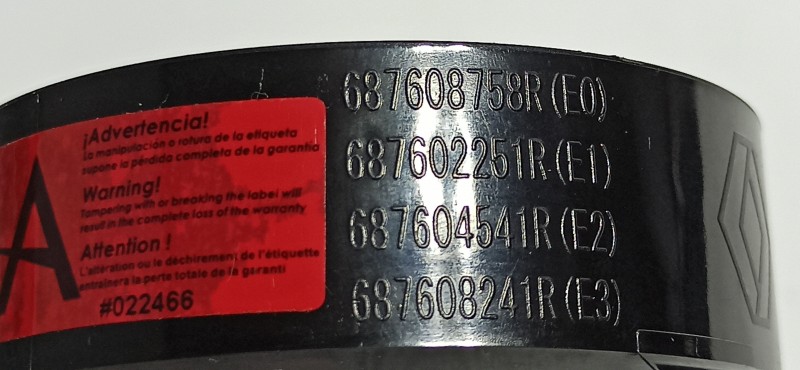 A
¡Advertencia!
La manipulación o rotura de la etiqueta
supone la pérdida completa de la garantía
Warning!
Tampering with or breaking the label will
result in the complete loss of the warranty
Attention !
L'altération ou le déchirement de l'étiquette
entraînera la perte totale de la garanti
#022466
687608758R (E0)
687602251R (E1)
687604541R (E2)
687608241R (E3)